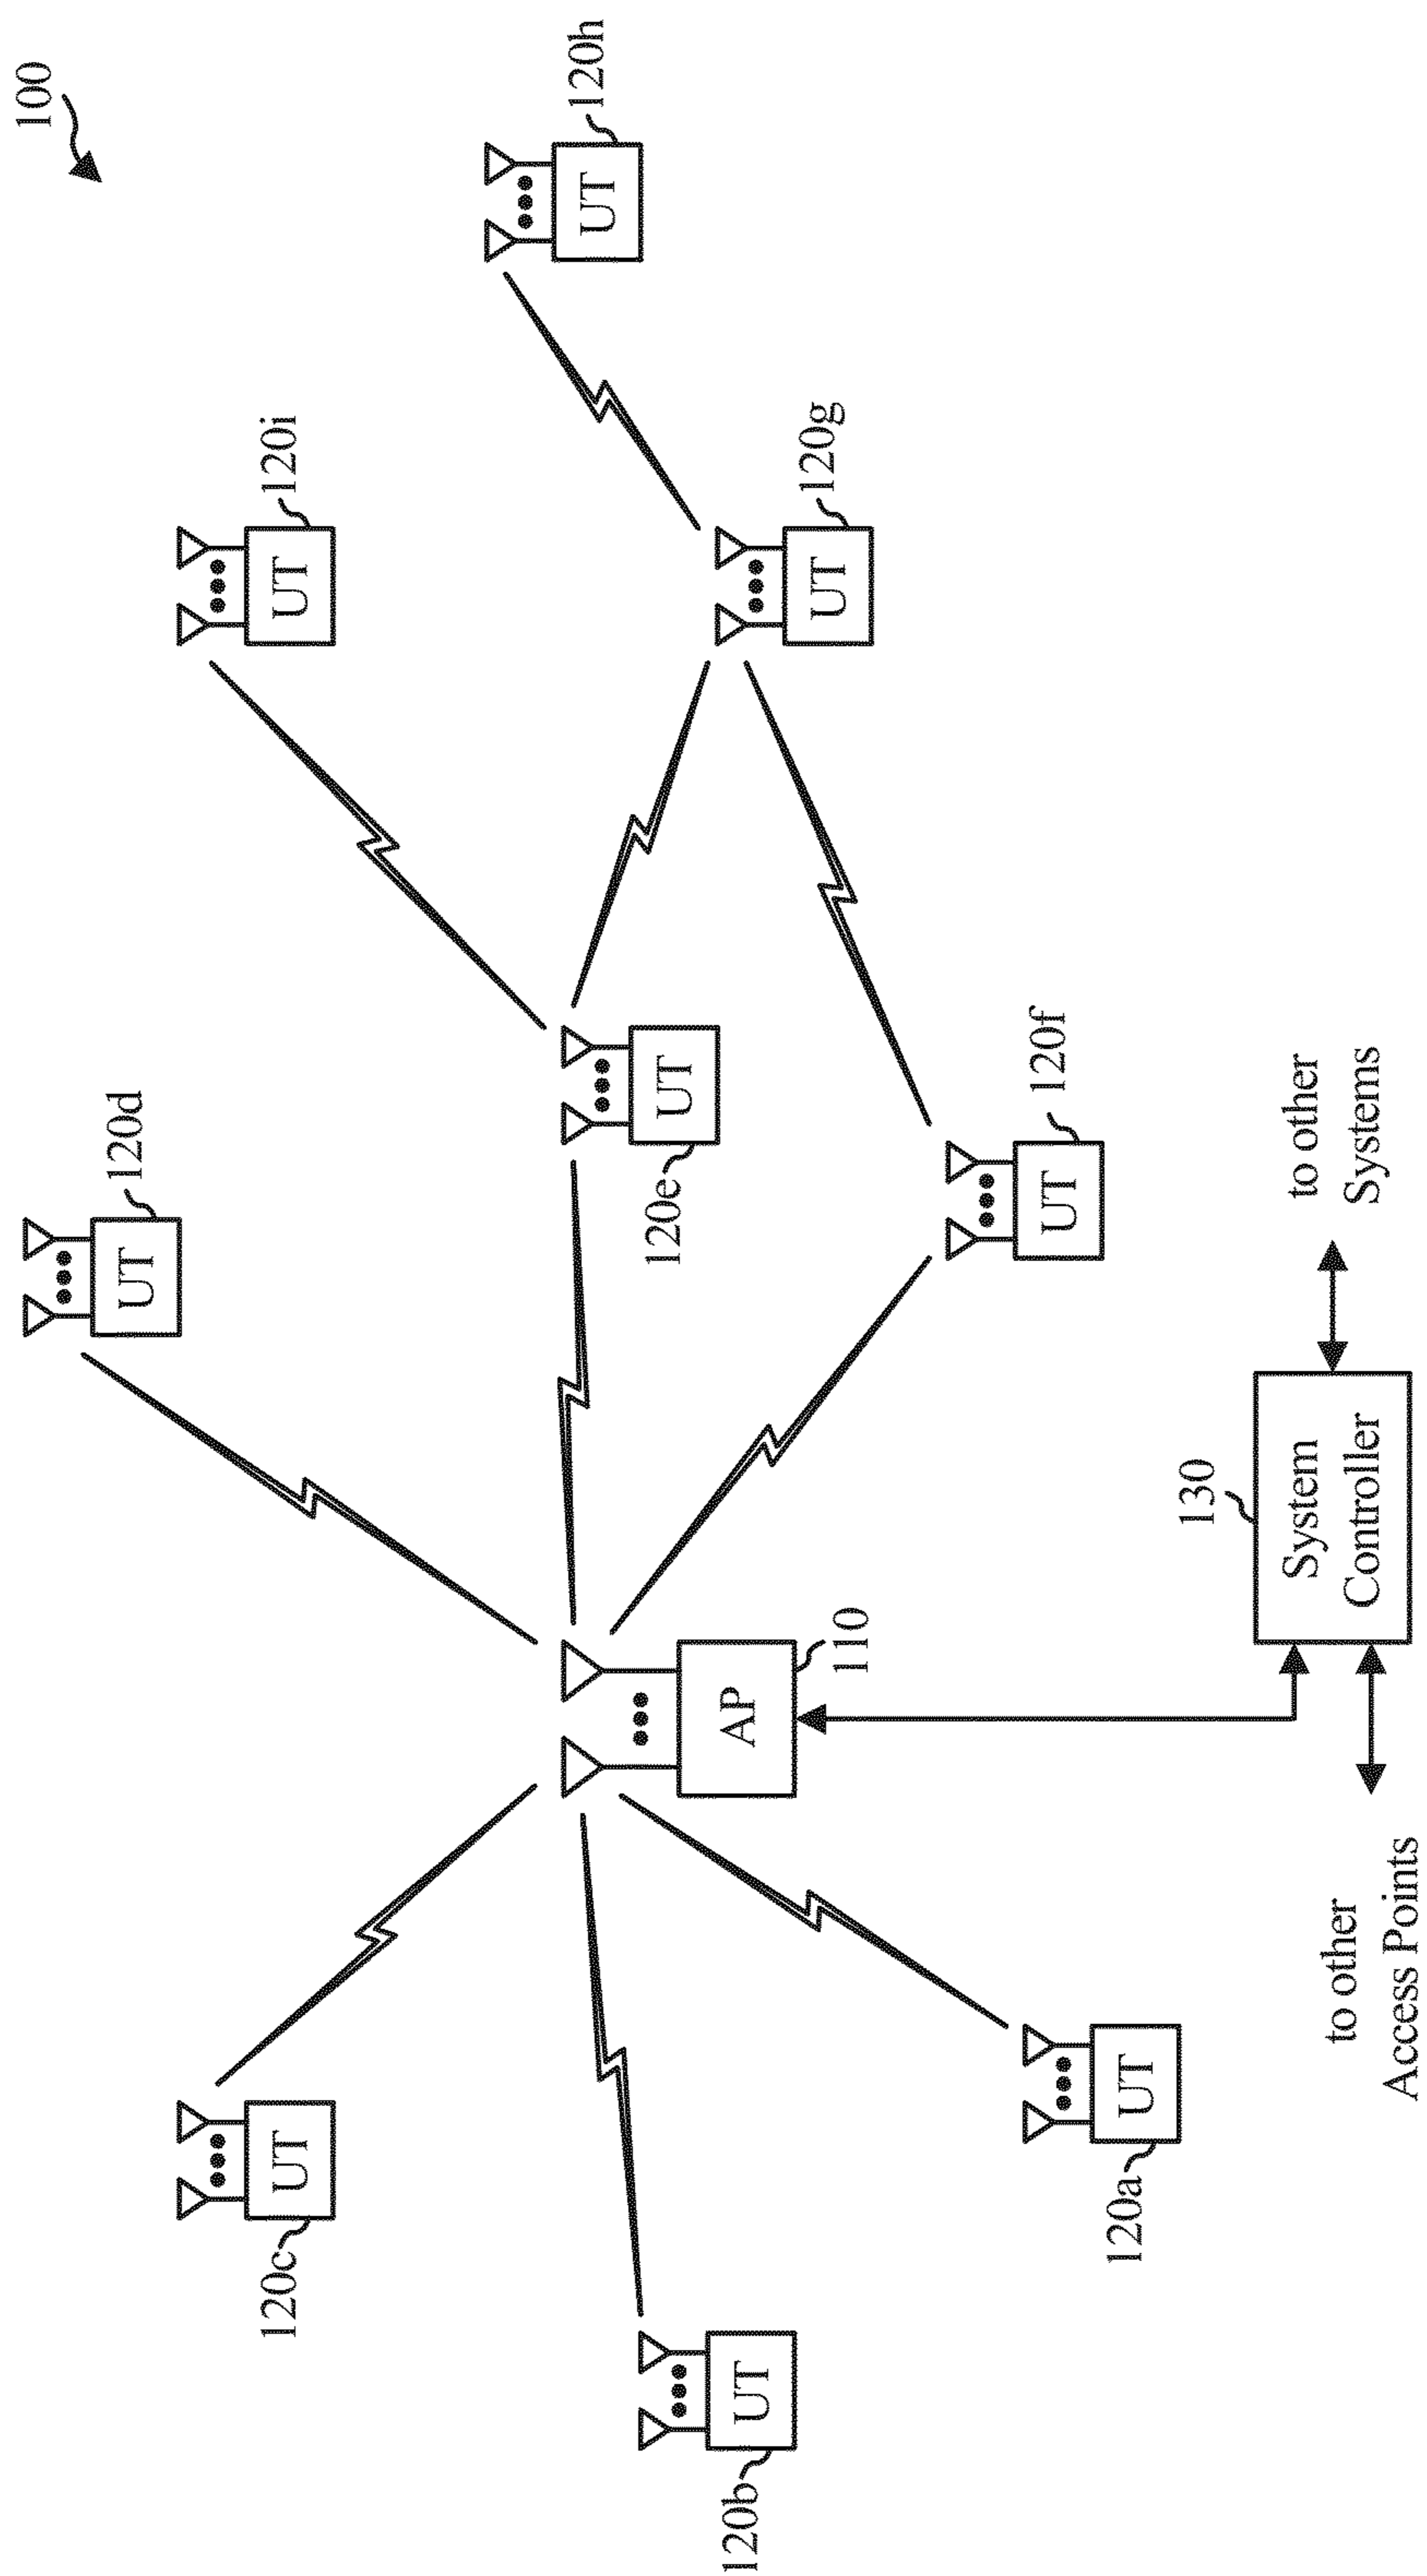 100
120d
UT
120i
UT
120c
UT
120h
UT
120e
UT
120g
UT
120b
UT
AP
110
120f
UT
120a
UT
130
System
Controller
to other
Systems
to other
Access Points